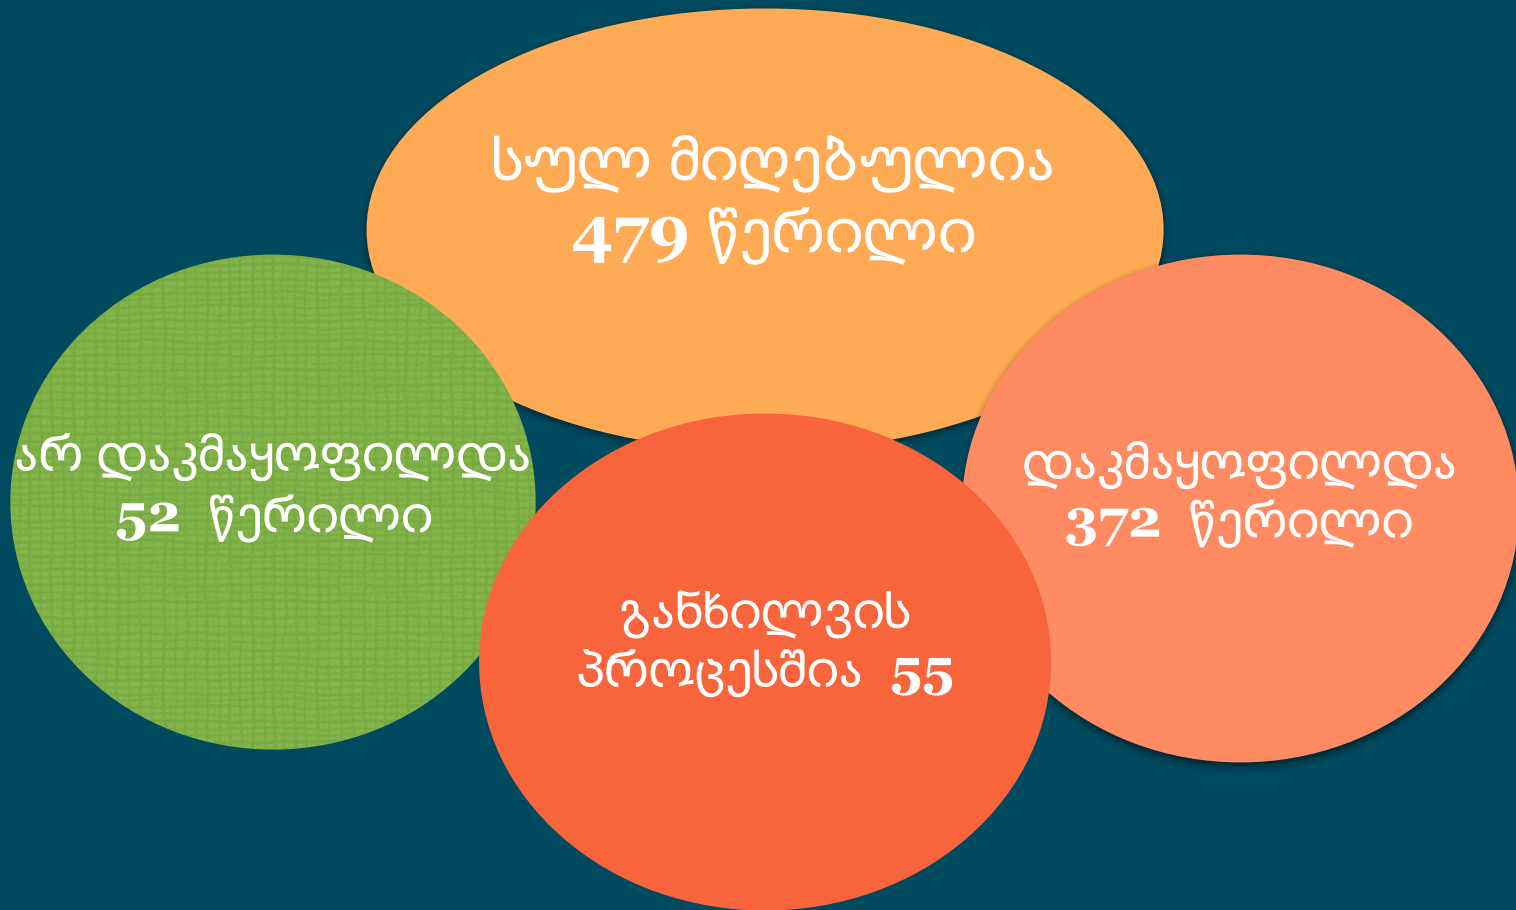 სულ მიღებულია
479 წერილი
არ დაკმაყოფილდა
52 წერილი
დაკმაყოფილდა
372 წერილი
განხილვის
პროცესშია 55